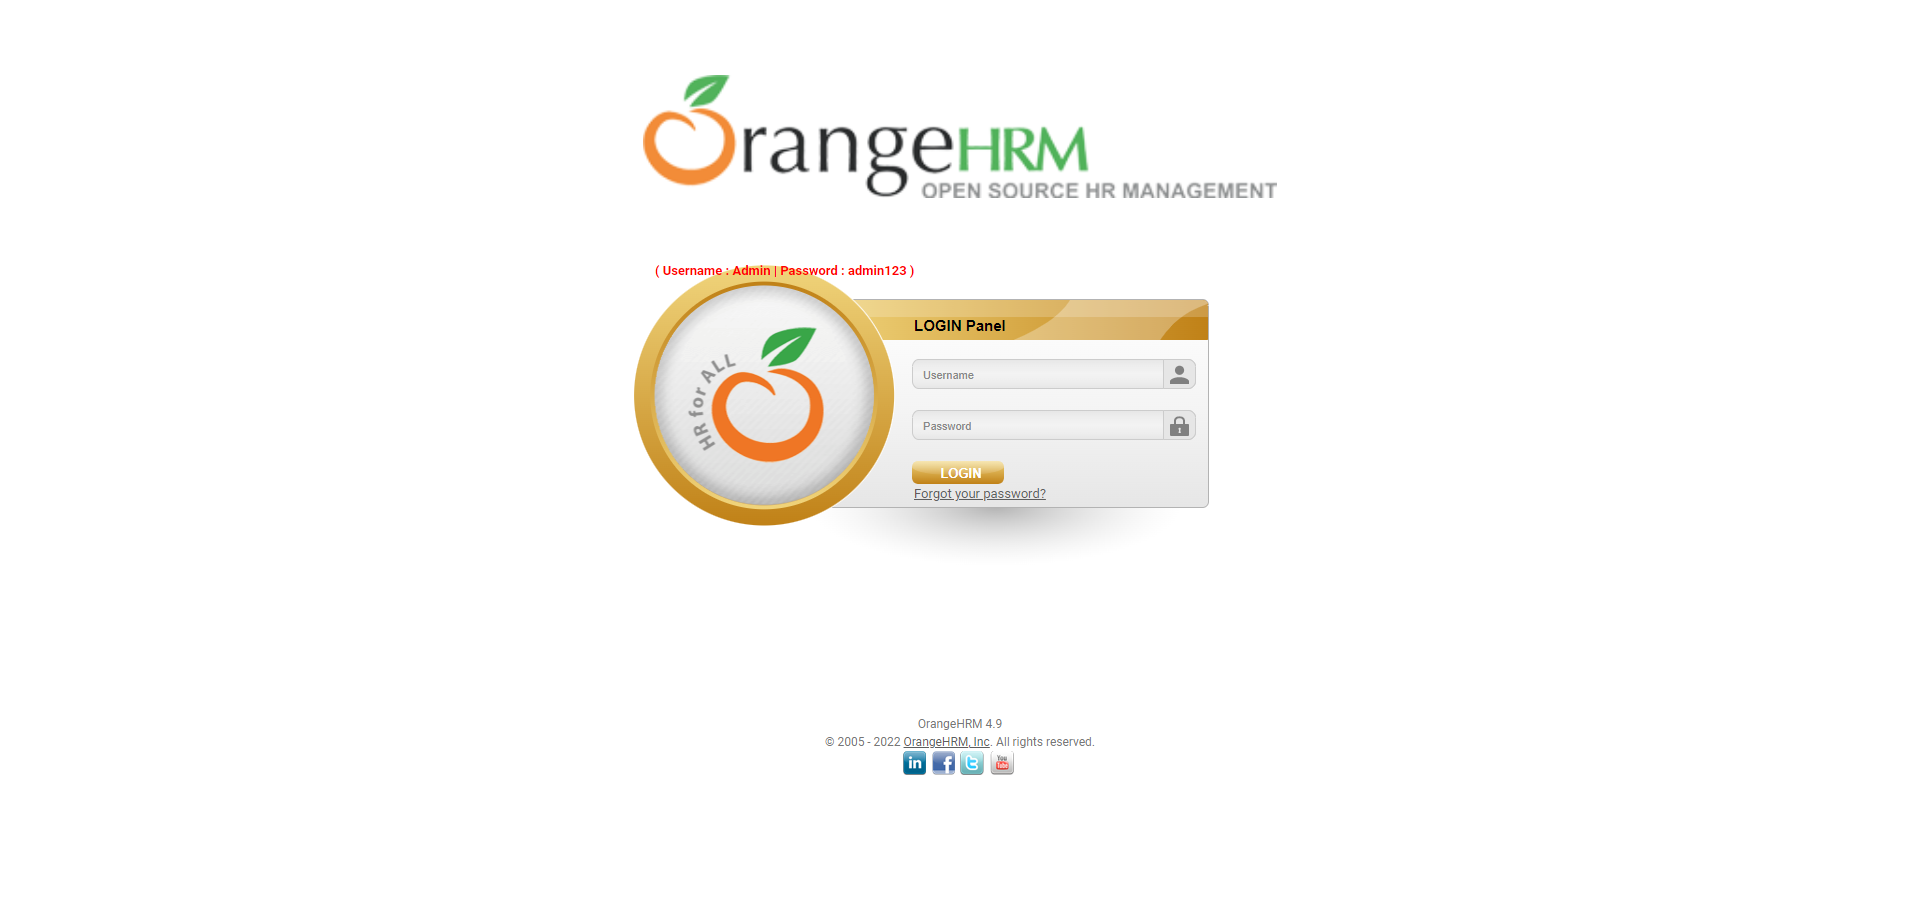 OrangeHRM
OPEN SOURCE HR MANAGEMENT
( Username : Admin | Password : admin123 )
HR for ALL
LOGIN Panel
Username
Password
LOGIN
Forgot your password?
OrangeHRM 4.9
© 2005 - 2022 OrangeHRM, Inc. All rights reserved.
in f t You Tube